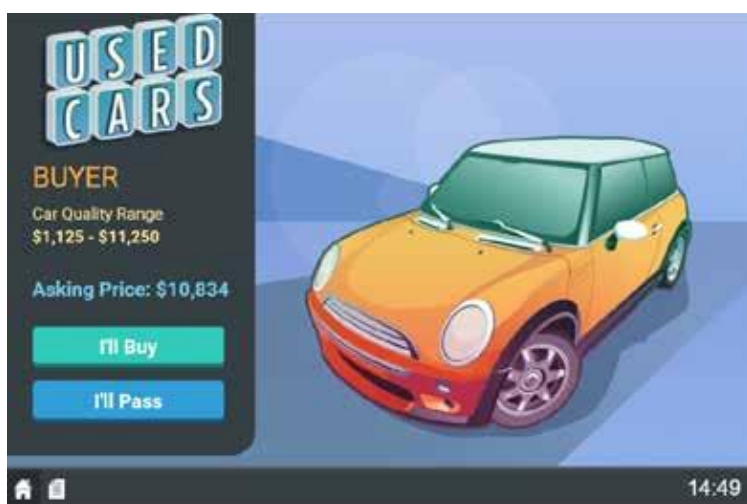 USED
CARS
BUYER
Car Quality Range
$1,125 - $11,250
Asking Price: $10,834
I'll Buy
I'll Pass
14:49